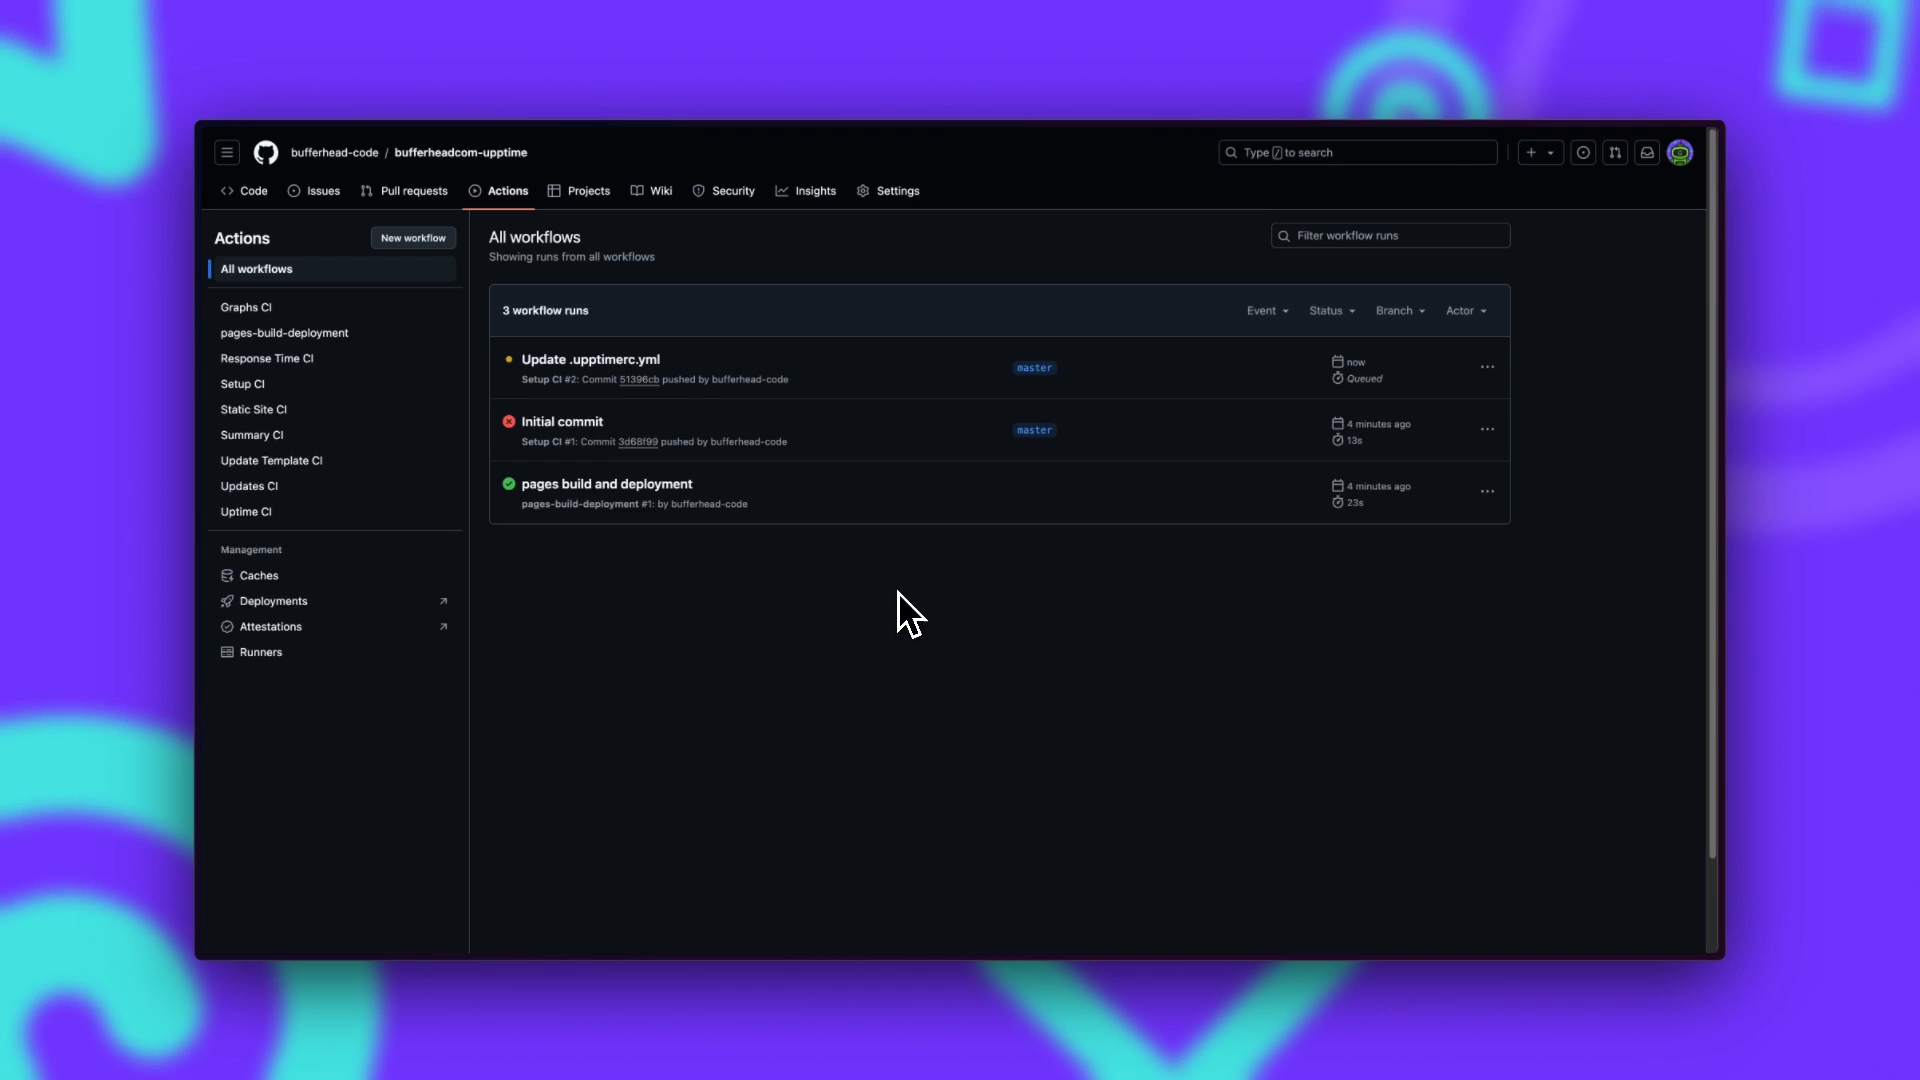 bufferhead-code / bufferheadcom-upptime
Type / to search
Code
Issues
Pull requests
Actions
Projects
Wiki
Security
Insights
Settings
Actions
New workflow
All workflows
Graphs CI
pages-build-deployment
Response Time CI
Setup CI
Static Site CI
Summary CI
Update Template CI
Updates CI
Uptime CI
Management
Caches
Deployments
Attestations
Runners
All workflows
Showing runs from all workflows
Filter workflow runs
3 workflow runs
Event
Status
Branch
Actor
Update .upptimerc.yml
Setup CI #2: Commit 51396cb pushed by bufferhead-code
master
now
Queued
Initial commit
Setup CI #1: Commit 3d68f99 pushed by bufferhead-code
master
4 minutes ago
13s
pages build and deployment
pages-build-deployment #1: by bufferhead-code
4 minutes ago
23s